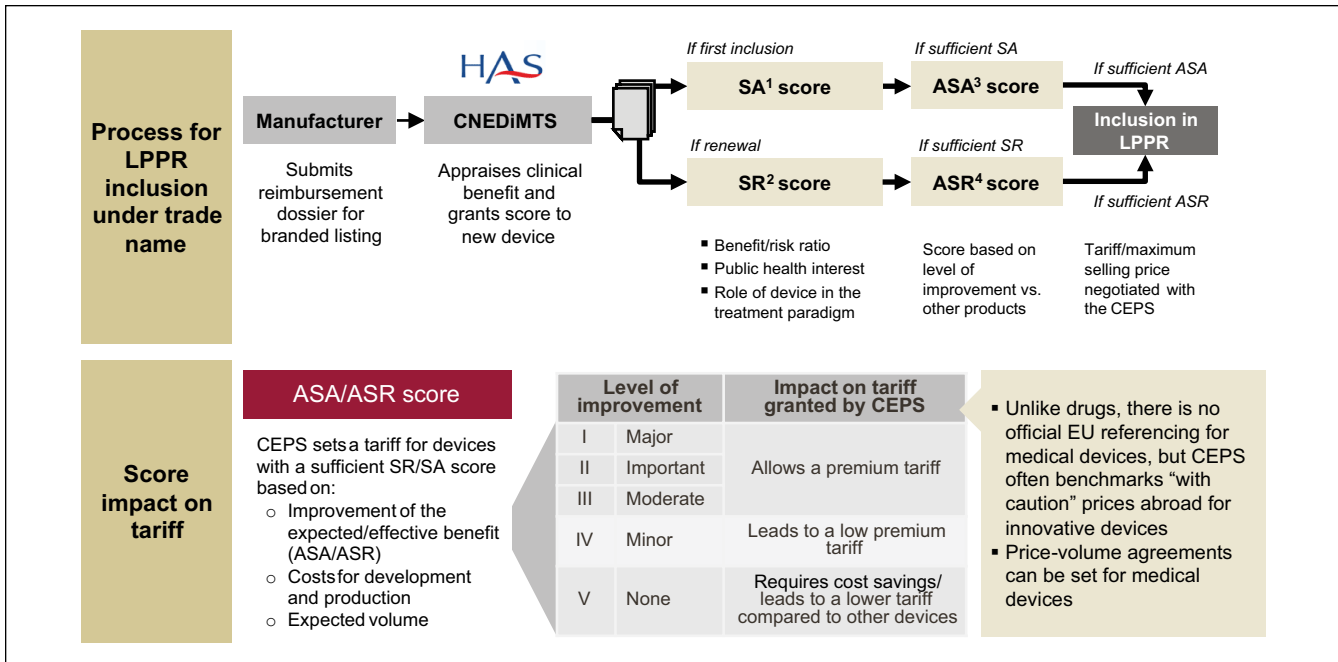 Process for
LPPR
inclusion
under trade
name
HAS
Manufacturer
CNEDiMTS
Submits
reimbursement
dossier for
branded listing
Appraises clinical
benefit and
grants score to
new device
If first inclusion
SA1 score
If sufficient SA
ASA3 score
If sufficient ASA
If renewal
SR2 score
If sufficient SR
ASR4 score
If sufficient ASR
Inclusion in
LPPR
▪ Benefit/risk ratio
▪ Public health interest
▪ Role of device in the
treatment paradigm
Score based on
level of
improvement vs.
other products
Tariff/maximum
selling price
negotiated with
the CEPS
Score
impact on
tariff
ASA/ASR score
CEPS sets a tariff for devices
with a sufficient SR/SA score
based on:
o Improvement of the
expected/effective benefit
(ASA/ASR)
o Costs for development
and production
o Expected volume
Level of
improvement
Impact on tariff
granted by CEPS
I Major
II Important
III Moderate
Allows a premium tariff
IV Minor
Leads to a low premium
tariff
V None
Requires cost savings/
leads to a lower tariff
compared to other devices
▪ Unlike drugs, there is no
official EU referencing for
medical devices, but CEPS
often benchmarks “with
caution” prices abroad for
innovative devices
▪ Price-volume agreements
can be set for medical
devices